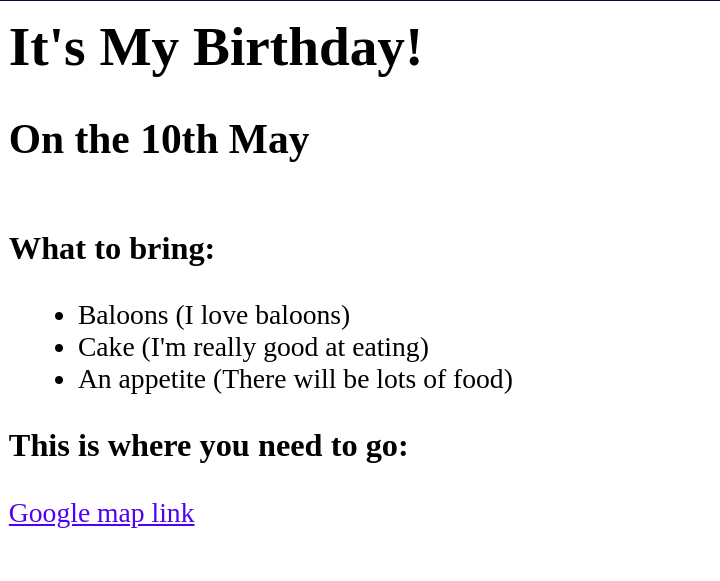 It's My Birthday!
On the 10th May
What to bring:
Baloons (I love baloons)
Cake (I'm really good at eating)
An appetite (There will be lots of food)
This is where you need to go:
Google map link